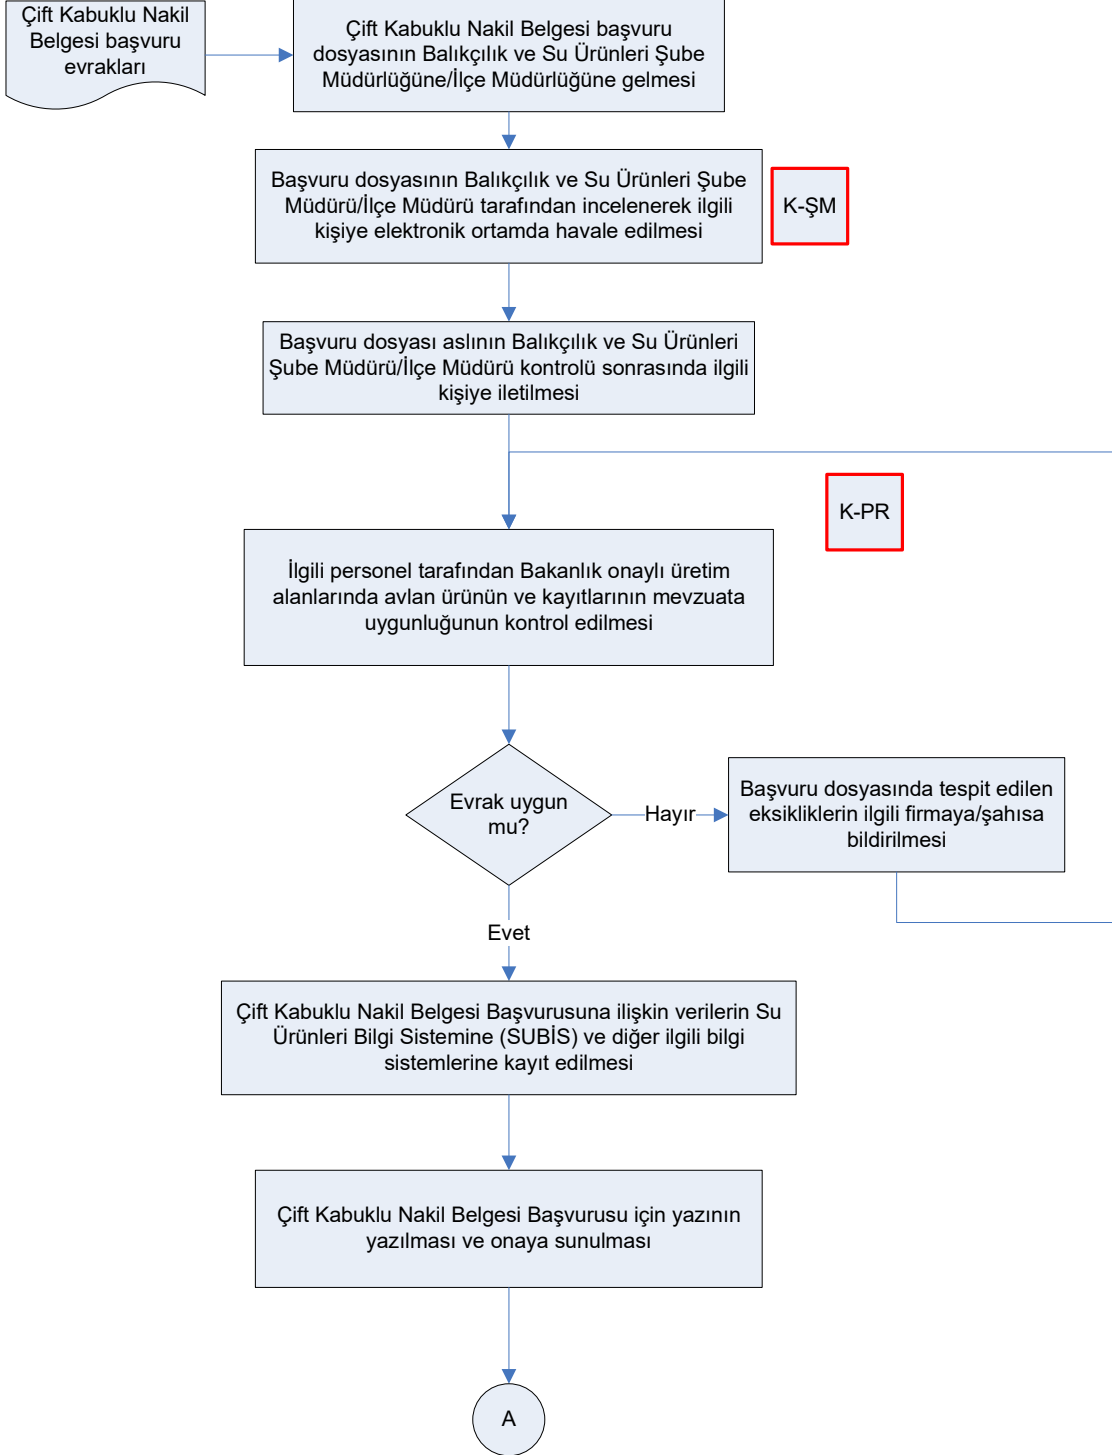 Çift Kabuklu Nakil
Belgesi başvuru
evrakları
Çift Kabuklu Nakil Belgesi başvuru
dosyasının Balıkçılık ve Su Ürünleri Şube
Müdürlüğüne/İlçe Müdürlüğüne gelmesi
Başvuru dosyasının Balıkçılık ve Su Ürünleri Şube
Müdürü/İlçe Müdürü tarafından incelenerek ilgili
kişiye elektronik ortamda havale edilmesi
K-ŞM
Başvuru dosyası aslının Balıkçılık ve Su Ürünleri
Şube Müdürü/İlçe Müdürü kontrolü sonrasında ilgili
kişiye iletilmesi
K-PR
İlgili personel tarafından Bakanlık onaylı üretim
alanlarında avlan ürünün ve kayıtlarının mevzuata
uygunluğunun kontrol edilmesi
Evrak uygun
mu?
Hayır
Başvuru dosyasında tespit edilen
eksikliklerin ilgili firmaya/şahısa
bildirilmesi
Evet
Çift Kabuklu Nakil Belgesi Başvurusuna ilişkin verilerin Su
Ürünleri Bilgi Sistemine (SUBİS) ve diğer ilgili bilgi
sistemlerine kayıt edilmesi
Çift Kabuklu Nakil Belgesi Başvurusu için yazının
yazılması ve onaya sunulması
A